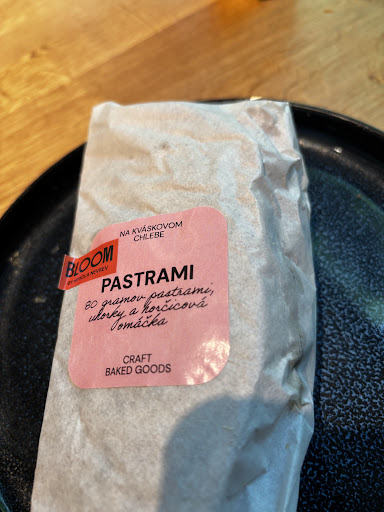 NA KVÁSKOVOM
CHLEBE
BLOOM
PASTRAMI
80 gramov pastrami,
uhorky a horčicová
omáčka
CRAFT
BAKED GOODS